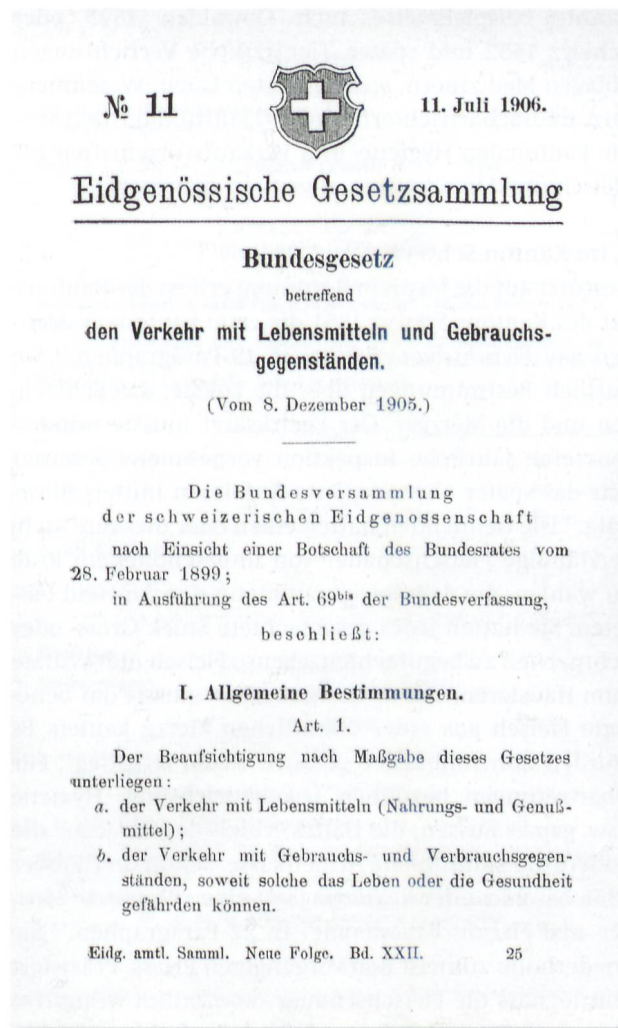 № 11
11. Juli 1906.
Eidgenössische Gesetzsammlung
Bundesgesetz
betreffend
den Verkehr mit Lebensmitteln und Gebrauchs-
gegenständen.
(Vom 8. Dezember 1905.)
Die Bundesversammlung
der schweizerischen Eidgenossenschaft
nach Einsicht einer Botschaft des Bundesrates vom
28. Februar 1899;
in Ausführung des Art. 69bis der Bundesverfassung,
beschließt:
I. Allgemeine Bestimmungen.
Art. 1.
Der Beaufsichtigung nach Maßgabe dieses Gesetzes
unterliegen:
a. der Verkehr mit Lebensmitteln (Nahrungs- und Genuß-
mittel);
b. der Verkehr mit Gebrauchs- und Verbrauchsgegen-
ständen, soweit solche das Leben oder die Gesundheit
gefährden können.
Eidg. amtl. Samml. Neue Folge. Bd. XXII. 25